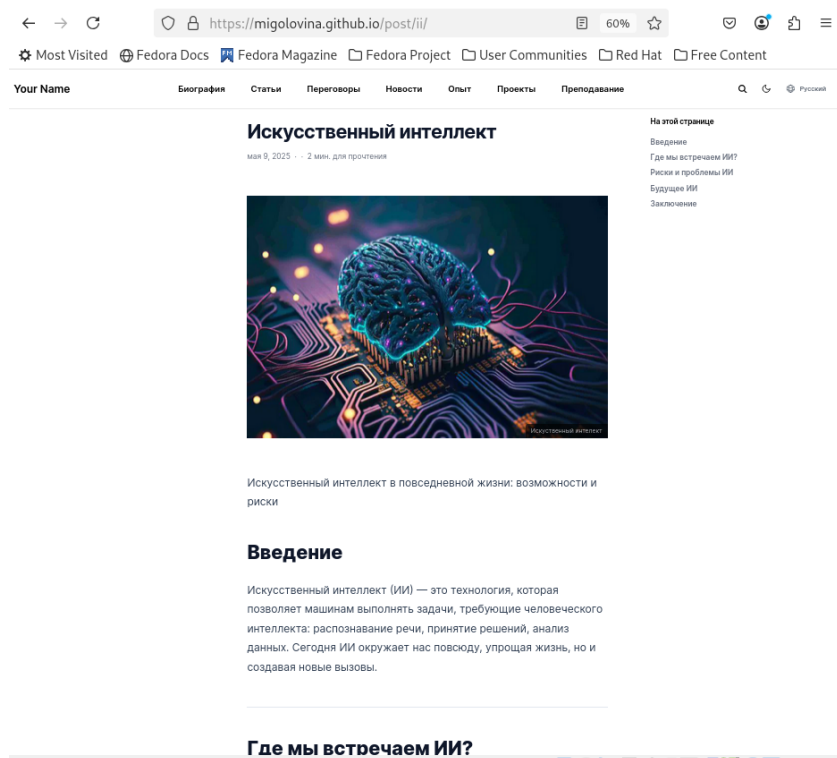 https://migolovina.github.io/post/ii/
60%
Most Visited Fedora Docs Fedora Magazine Fedora Project User Communities Red Hat Free Content
Your Name Биография Статьи Переговоры Новости Опыт Проекты Преподавание Русский
Искусственный интеллект
мая 9, 2025 · · 2 мин. для прочтения
Искуственный интелект
Искусственный интеллект в повседневной жизни: возможности и
риски
Введение
Искусственный интеллект (ИИ) — это технология, которая
позволяет машинам выполнять задачи, требующие человеческого
интеллекта: распознавание речи, принятие решений, анализ
данных. Сегодня ИИ окружает нас повсюду, упрощая жизнь, но и
создавая новые вызовы.
Где мы встречаем ИИ?
На этой странице
Введение
Где мы встречаем ИИ?
Риски и проблемы ИИ
Будущее ИИ
Заключение